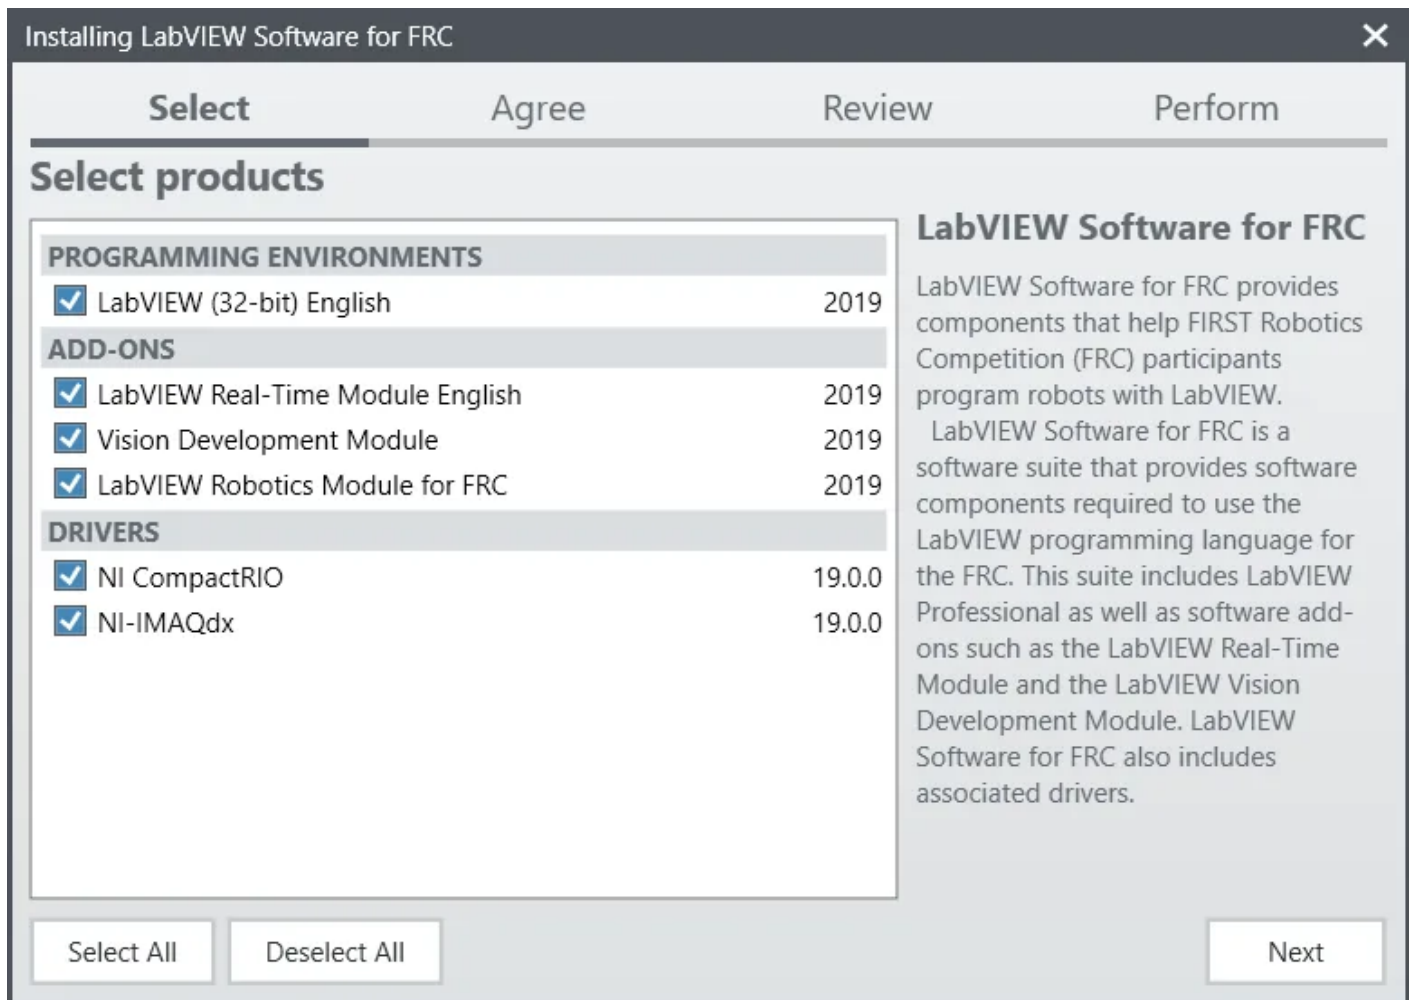 Installing LabVIEW Software for FRC
Select Agree Review Perform
Select products
PROGRAMMING ENVIRONMENTS
LabVIEW (32-bit) English 2019
ADD-ONS
LabVIEW Real-Time Module English 2019
Vision Development Module 2019
LabVIEW Robotics Module for FRC 2019
DRIVERS
NI CompactRIO 19.0.0
NI-IMAQdx 19.0.0
LabVIEW Software for FRC
LabVIEW Software for FRC provides
components that help FIRST Robotics
Competition (FRC) participants
program robots with LabVIEW.
LabVIEW Software for FRC is a
software suite that provides software
components required to use the
LabVIEW programming language for
the FRC. This suite includes LabVIEW
Professional as well as software add-
ons such as the LabVIEW Real-Time
Module and the LabVIEW Vision
Development Module. LabVIEW
Software for FRC also includes
associated drivers.
Select All Deselect All Next